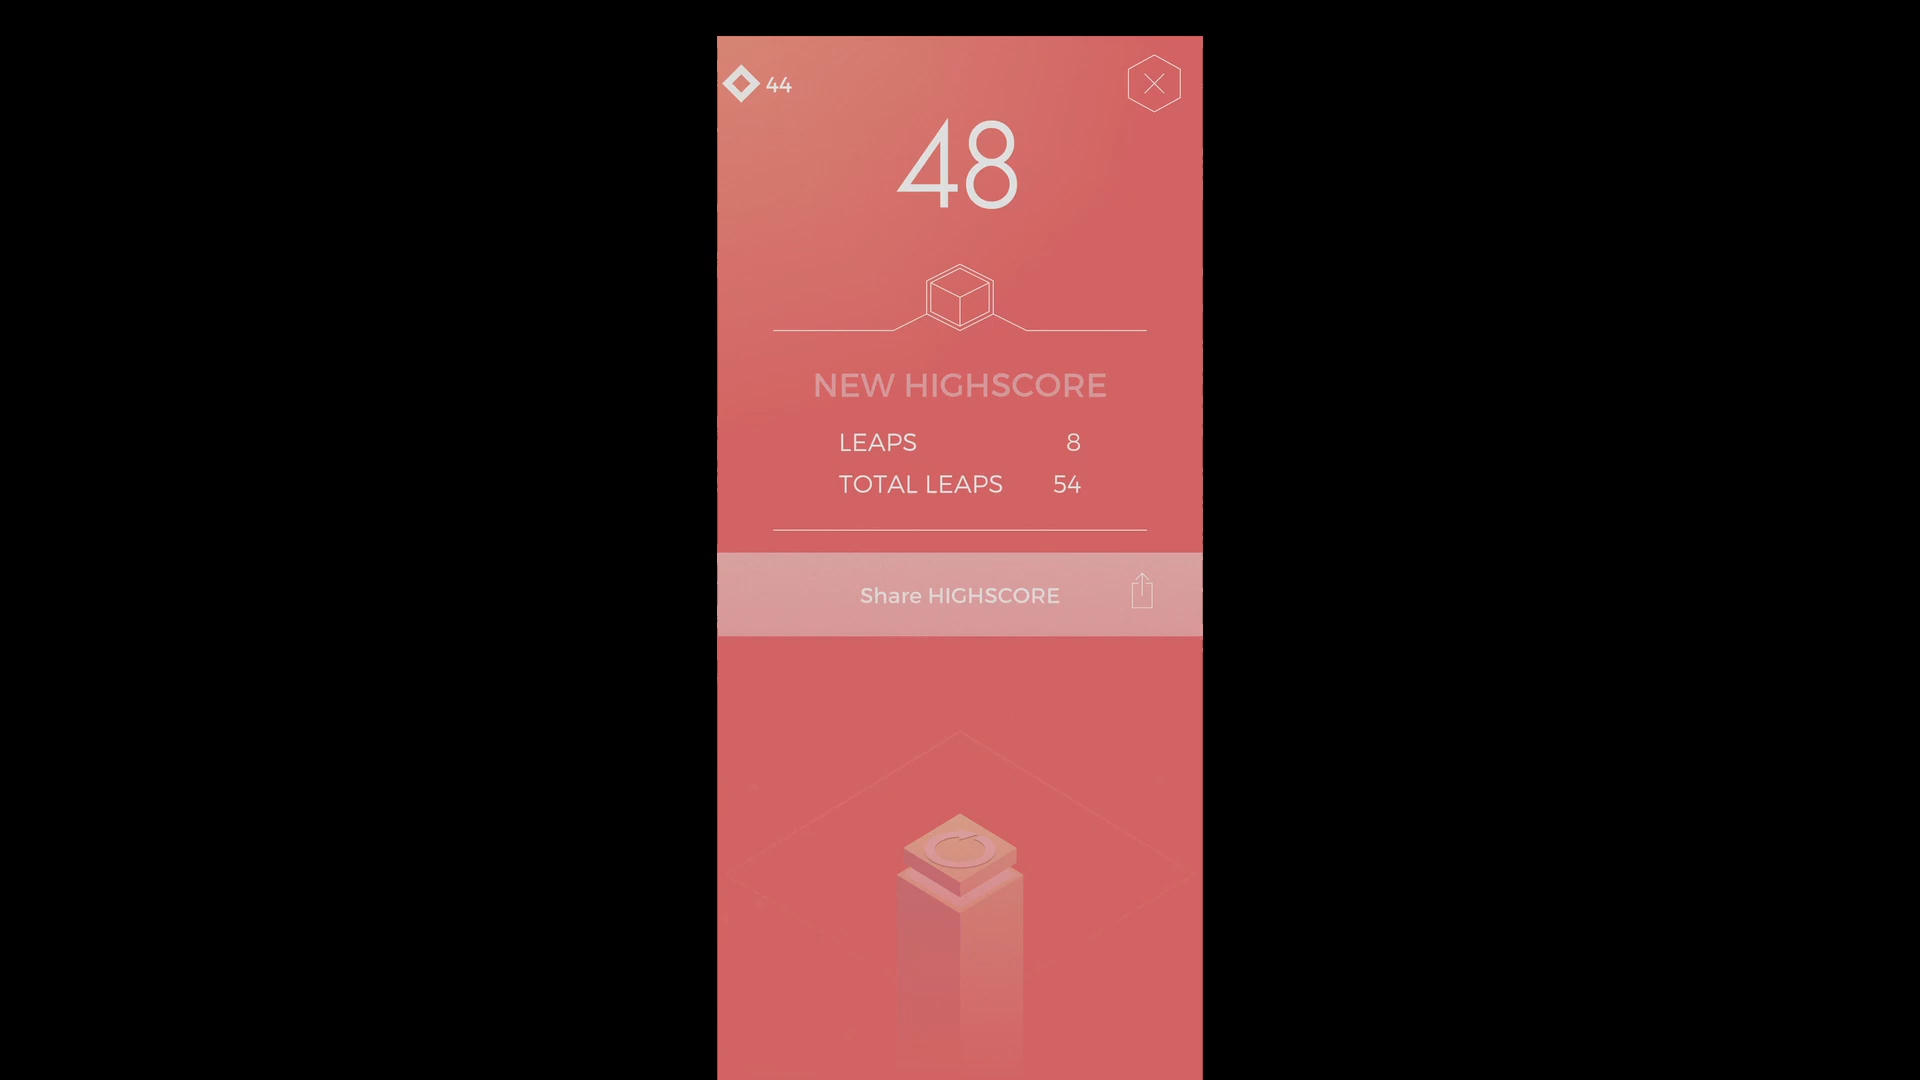 44
48
NEW HIGHSCORE
LEAPS 8
TOTAL LEAPS 54
Share HIGHSCORE